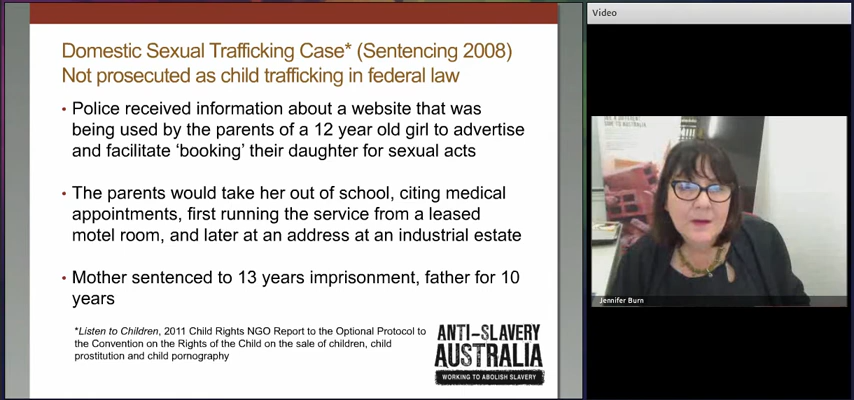 Domestic Sexual Trafficking Case* (Sentencing 2008)
Not prosecuted as child trafficking in federal law
• Police received information about a website that was
being used by the parents of a 12 year old girl to advertise
and facilitate ‘booking’ their daughter for sexual acts
• The parents would take her out of school, citing medical
appointments, first running the service from a leased
motel room, and later at an address at an industrial estate
• Mother sentenced to 13 years imprisonment, father for 10
years
*Listen to Children, 2011 Child Rights NGO Report to the Optional Protocol to
the Convention on the Rights of the Child on the sale of children, child
prostitution and child pornography
ANTI-SLAVERY
AUSTRALIA
WORKING TO ABOLISH SLAVERY
Video
Jennifer Burn